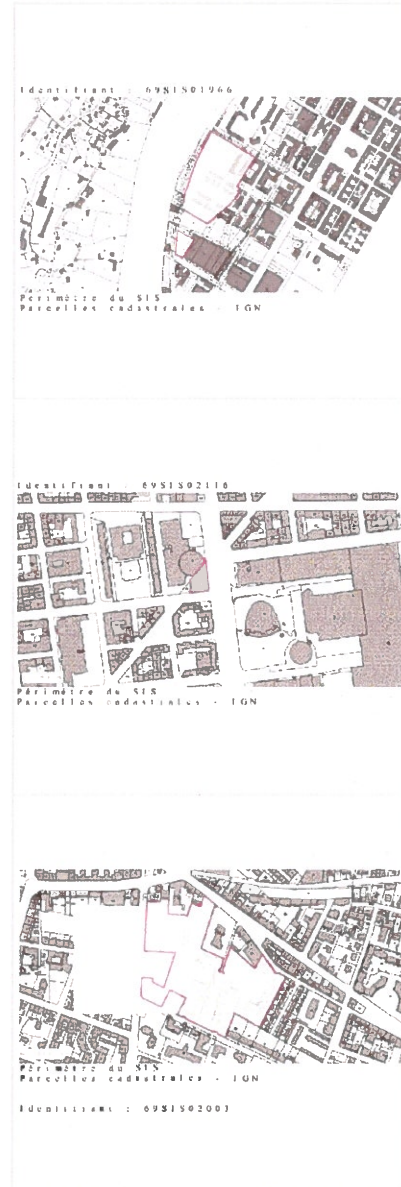 Identifiant : 69SIS01966
Périmètre du SIS
Parcelles cadastrales - IGN
Identifiant : 69SIS02116
Périmètre du SIS
Parcelles cadastrales - IGN
Périmètre du SIS
Parcelles cadastrales - IGN
Identifiant : 69SIS02003